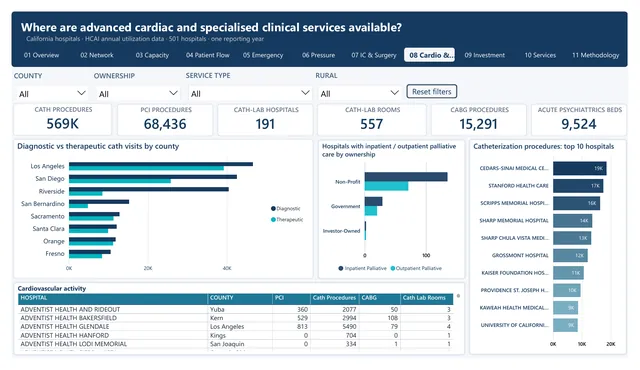 Where are advanced cardiac and specialised clinical services available?
California hospitals · HCAI annual utilization data · 501 hospitals · one reporting year
01 Overview 02 Network 03 Capacity 04 Patient Flow 05 Emergency 06 Pressure 07 IC & Surgery 08 Cardio &... 09 Investment 10 Services 11 Methodology
COUNTY OWNERSHIP SERVICE TYPE RURAL
All All All All Reset filters
CATH PROCEDURES
569K
PCI PROCEDURES
68,436
CATH-LAB HOSPITALS
191
CATH-LAB ROOMS
557
CABG PROCEDURES
15,291
ACUTE PSYCHIATTRICS BEDS
9,524
Diagnostic vs therapeutic cath visits by county
Los Angeles
San Diego
Riverside
San Bernardino
Sacramento
Santa Clara
Orange
Fresno
0K 20K 40K
Diagnostic
Therapeutic
Hospitals with inpatient / outpatient palliative
care by ownership
Non-Profit
Government
Investor-Owned
0 100
Inpatient Palliative Outpatient Palliative
Catheterization procedures: top 10 hospitals
CEDARS-SINAI MEDICAL CE... 19K
STANFORD HEALTH CARE 17K
SCRIPPS MEMORIAL HOSPI... 16K
SHARP MEMORIAL HOSPITAL 14K
SHARP CHULA VISTA MEDI... 13K
GROSSMONT HOSPITAL 12K
KAISER FOUNDATION HOS... 11K
PROVIDENCE ST. JOSEPH H... 10K
KAWEAH HEALTH MEDICAL... 9K
UNIVERSITY OF CALIFORNI... 9K
0K 10K 20K
Cardiovascular activity
HOSPITAL COUNTY PCI Cath Procedures CABG Cath Lab Rooms
ADVENTIST HEALTH AND RIDEOUT Yuba 360 2077 50 3
ADVENTIST HEALTH BAKERSFIELD Kern 529 2994 108 3
ADVENTIST HEALTH GLENDALE Los Angeles 813 5490 79 4
ADVENTIST HEALTH HANFORD Kings 0 704 0 1
ADVENTIST HEALTH LODI MEMORIAL San Joaquin 0 334 1 1